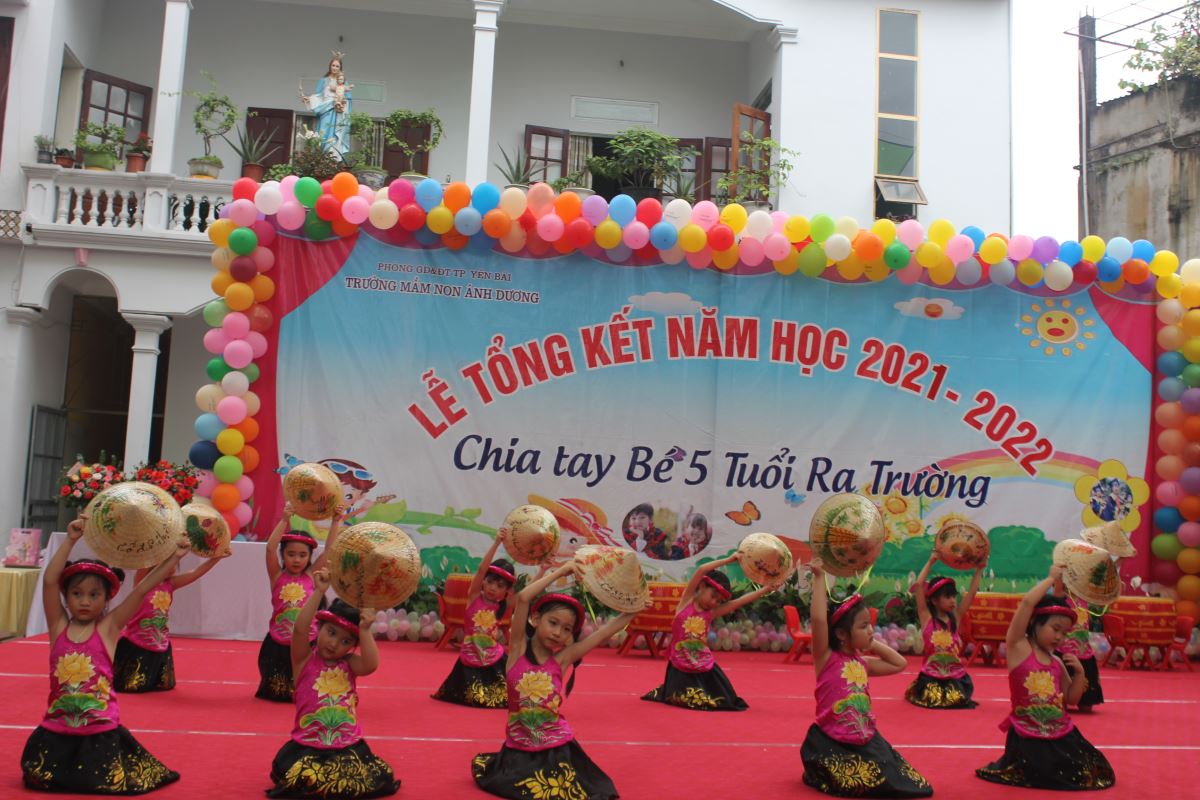 PHÒNG GD&ĐT TP YÊN BÁI
TRƯỜNG MẦM NON ÁNH DƯƠNG
LỄ TỔNG KẾT NĂM HỌC 2021 - 2022
Chia tay Bé 5 Tuổi Ra Trường